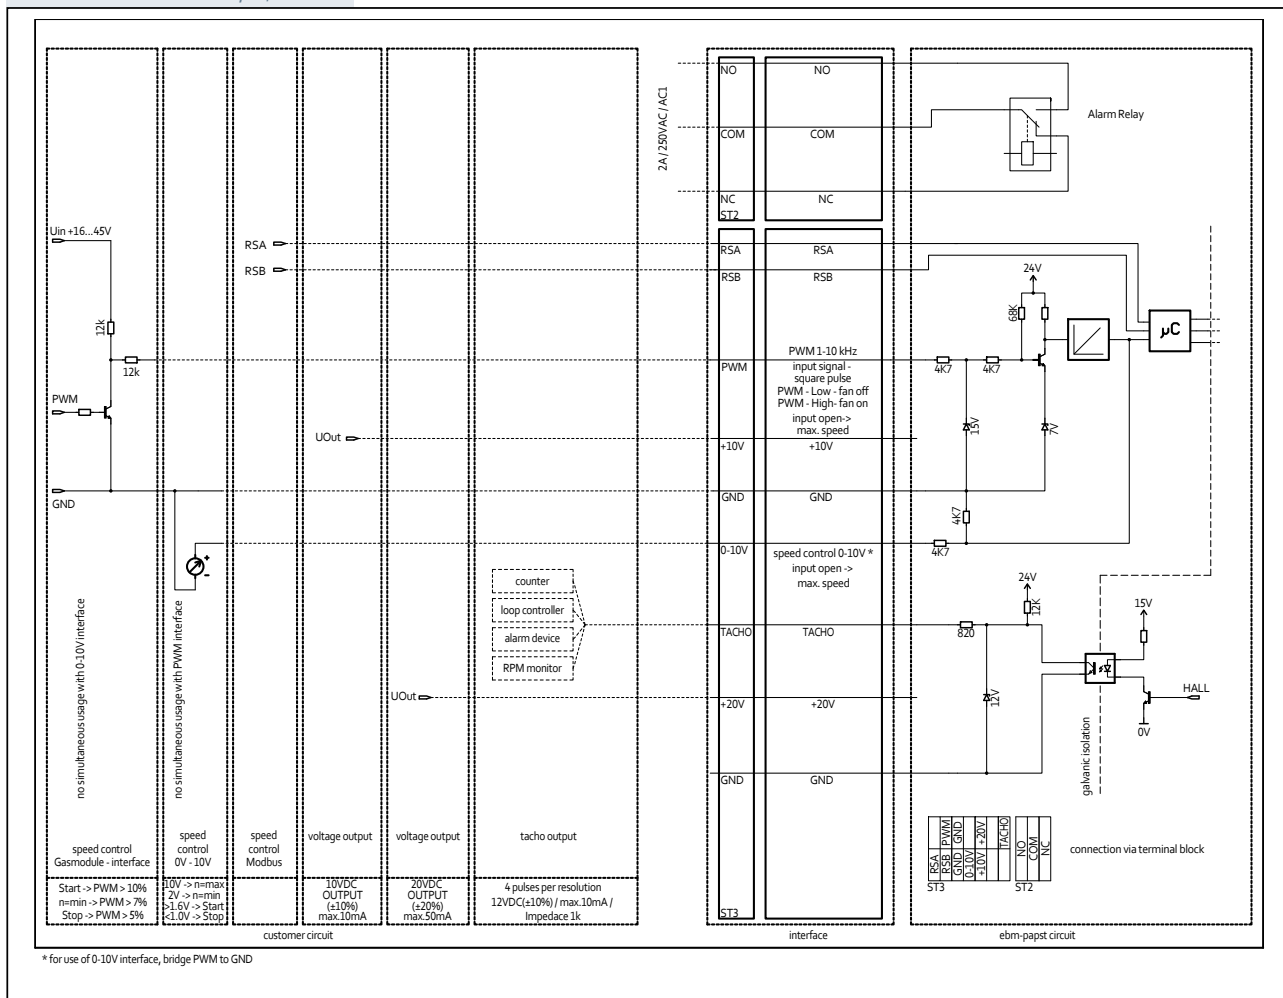 NO
NO
Alarm Relay
COM
COM
2A / 250VAC / AC1
NC
NC
ST2
Uin +16...45V
RSA
RSA
RSA
RSB
RSB
RSB
24V
68K
12k
12k
µC
PWM 1-10 kHz
PWM
input signal -
square pulse
PWM - Low - fan off
PWM - High- fan on
input open->
max. speed
4K7
4K7
PWM
15V
7V
UOut
+10V
+10V
GND
GND
GND
4K7
0-10V
speed control 0-10V *
input open ->
max. speed
4K7
+
-
no simultaneous usage with 0-10V interface
no simultaneous usage with PWM interface
counter
loop controller
alarm device
RPM monitor
24V
12K
15V
TACHO
TACHO
820
UOut
+20V
+20V
12V
HALL
0V
galvanic isolation
GND
GND
RSA
RSB PWM
GND GND
0-10V
+10V +20V
TACHO
ST3
NO
COM
NC
ST2
connection via terminal block
speed control
Gasmodule - interface
speed
control
0V - 10V
speed
control
Modbus
voltage output
voltage output
tacho output
Start -> PWM > 10%
n=min -> PWM > 7%
Stop -> PWM > 5%
10V -> n=max
2V -> n=min
>1.6V -> Start
<1.0V -> Stop
10VDC
OUTPUT
(±10%)
max.10mA
20VDC
OUTPUT
(±20%)
max.50mA
4 pulses per resolution
12VDC(±10%) / max.10mA /
Impedace 1k
ST3
customer circuit
interface
ebm-papst circuit
* for use of 0-10V interface, bridge PWM to GND